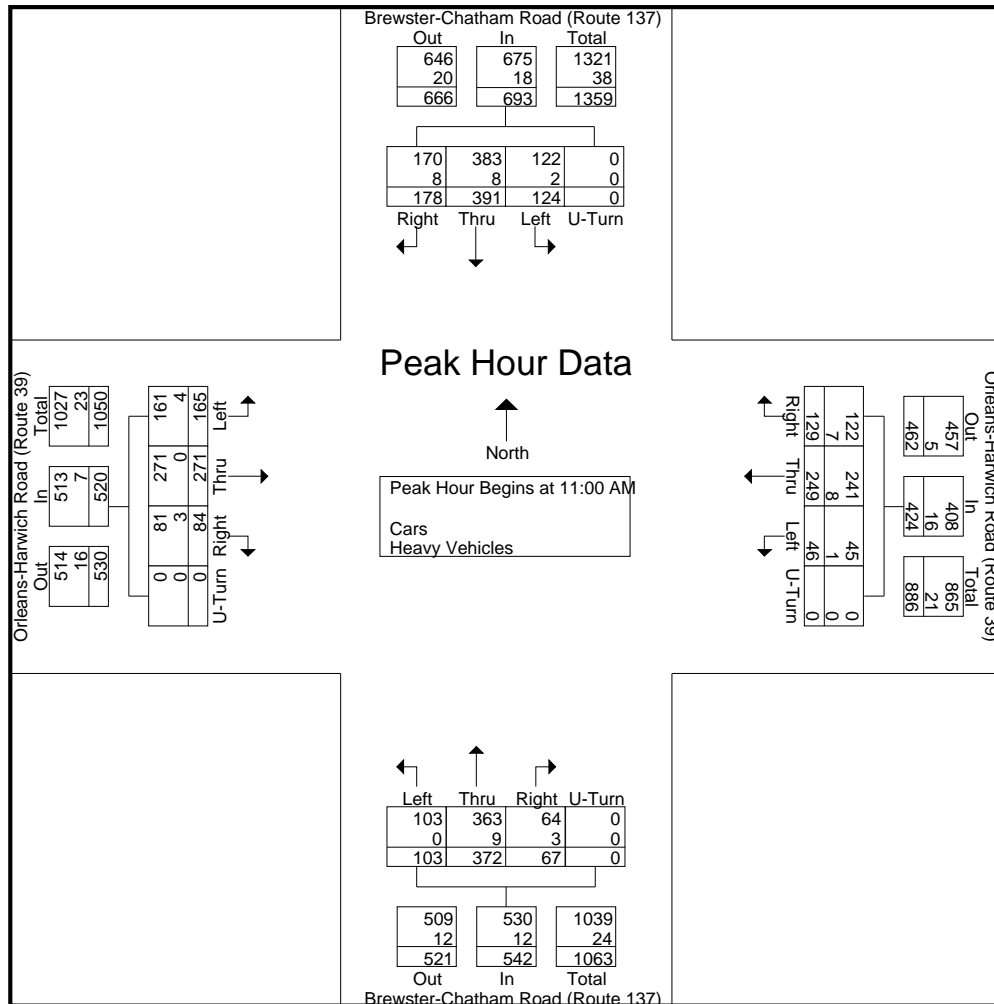 Brewster-Chatham Road (Route 137)
Out In Total
646 675 1321
20 18 38
666 693 1359
170 383 122 0
8 8 2 0
178 391 124 0
Right Thru Left U-Turn
Peak Hour Data
North
Peak Hour Begins at 11:00 AM
Cars
Heavy Vehicles
Orleans-Harwich Road (Route 39)
Out In Total
514 513 1027
16 7 23
530 520 1050
U-Turn Right Thru Left
0 81 271 161
0 3 0 4
0 84 271 165
Orleans-Harwich Road (Route 39)
Out In Total
457 408 865
5 16 21
462 424 886
122 241 45 0
7 8 1 0
129 249 46 0
Right Thru Left U-Turn
Left Thru Right U-Turn
103 363 64 0
0 9 3 0
103 372 67 0
509 530 1039
12 12 24
521 542 1063
Out In Total
Brewster-Chatham Road (Route 137)